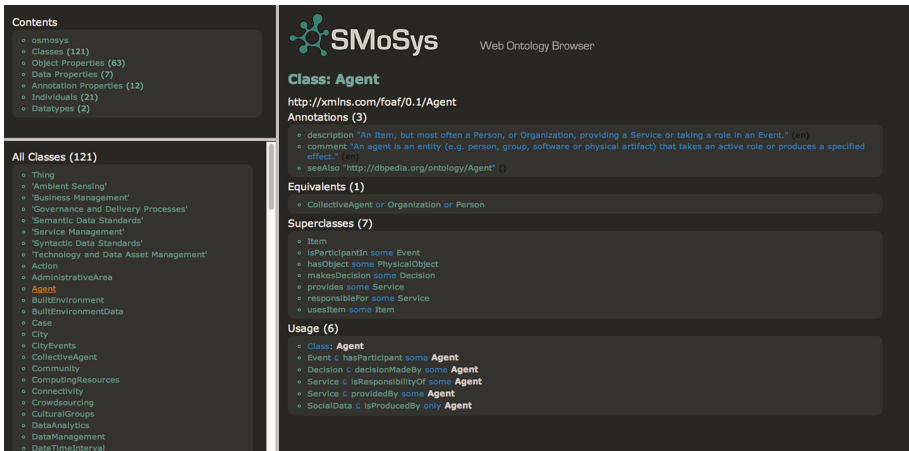 Contents
osmosys
Classes (121)
Object Properties (63)
Data Properties (7)
Annotation Properties (12)
Individuals (21)
Datatypes (2)
All Classes (121)
Thing
'Ambient Sensing'
'Business Management'
'Governance and Delivery Processes'
'Semantic Data Standards'
'Service Management'
'Syntactic Data Standards'
'Technology and Data Asset Management'
Action
AdministrativeArea
Agent
BuiltEnvironment
BuiltEnvironmentData
Case
City
CityEvents
CollectiveAgent
Community
ComputingResources
Connectivity
Crowdsourcing
CulturalGroups
DataAnalytics
DataManagement
DateTimeInterval
SMoSys Web Ontology Browser
Class: Agent
http://xmlns.com/foaf/0.1/Agent
Annotations (3)
description "An Item, but most often a Person, or Organization, providing a Service or taking a role in an Event." (en)
comment "An agent is an entity (e.g. person, group, software or physical artifact) that takes an active role or produces a specified
effect." (en)
seeAlso "http://dbpedia.org/ontology/Agent" ()
Equivalents (1)
CollectiveAgent or Organization or Person
Superclasses (7)
Item
isParticipantIn some Event
hasObject some PhysicalObject
makesDecision some Decision
provides some Service
responsibleFor some Service
usesItem some Item
Usage (6)
Class: Agent
Event ⊆ hasParticipant some Agent
Decision ⊆ decisionMadeBy some Agent
Service ⊆ isResponsibilityOf some Agent
Service ⊆ providedBy some Agent
SocialData ⊆ isProducedBy only Agent